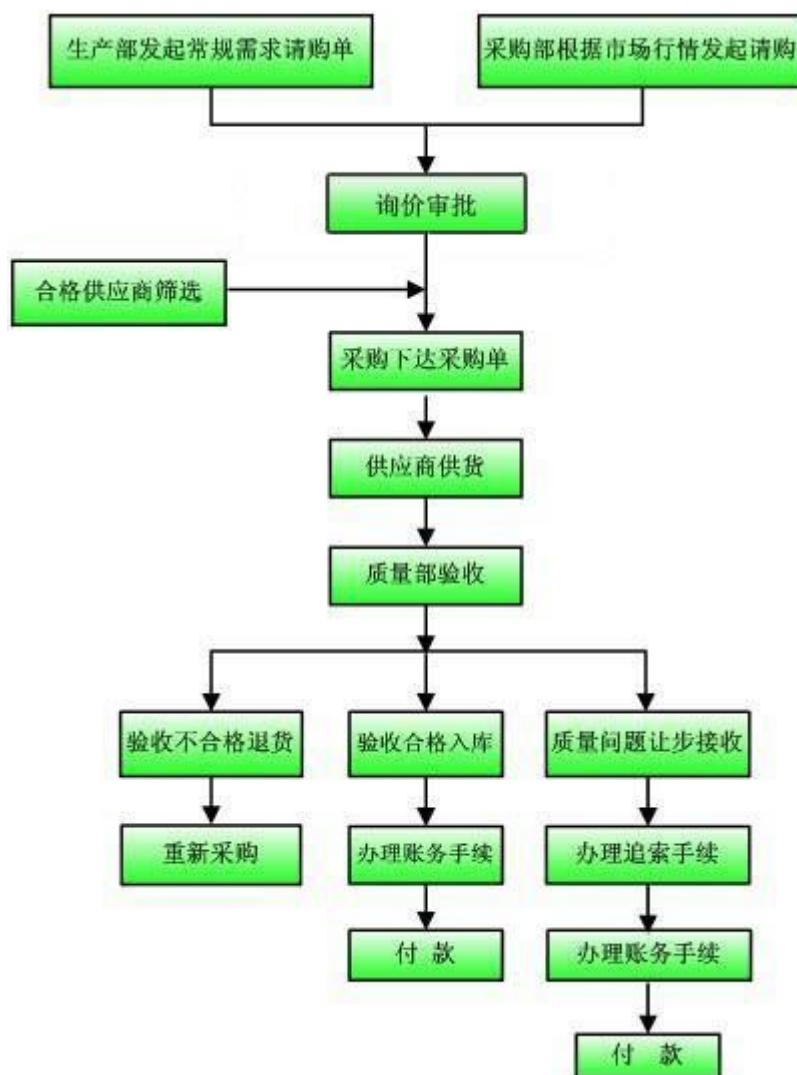 生产部发起常规需求请购单
采购部根据市场行情发起请购
询价审批
合格供应商筛选
采购下达采购单
供应商供货
质量部验收
验收不合格退货
验收合格入库
质量问题让步接收
重新采购
办理账务手续
办理追索手续
付 款
办理账务手续
付 款